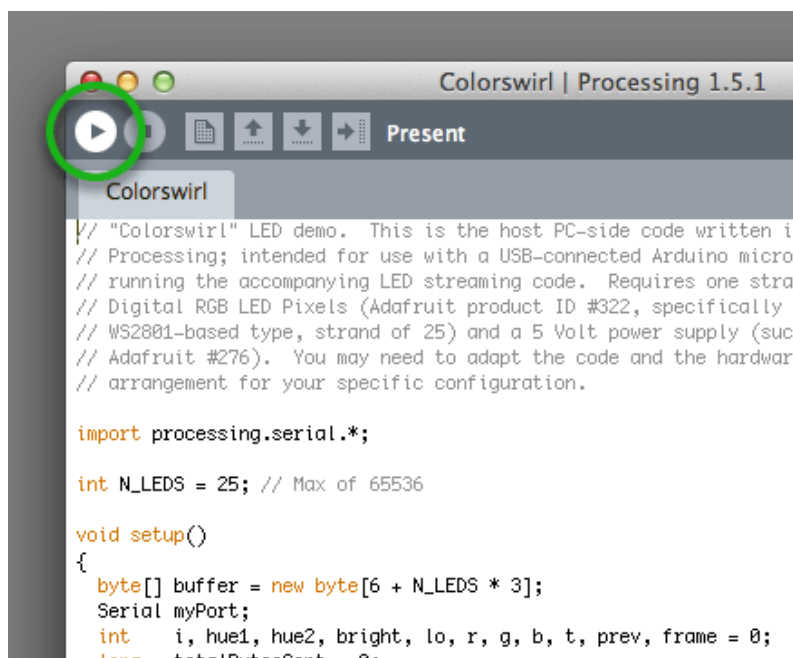 Colorswirl | Processing 1.5.1
Present
Colorswirl
// "Colorswirl" LED demo.  This is the host PC-side code written i
// Processing; intended for use with a USB-connected Arduino micro
// running the accompanying LED streaming code.  Requires one stra
// Digital RGB LED Pixels (Adafruit product ID #322, specifically
// WS2801-based type, strand of 25) and a 5 Volt power supply (suc
// Adafruit #276).  You may need to adapt the code and the hardwar
// arrangement for your specific configuration.
import processing.serial.*;
int N_LEDS = 25; // Max of 65536
void setup()
{
  byte[] buffer = new byte[6 + N_LEDS * 3];
  Serial myPort;
  int    i, hue1, hue2, bright, lo, r, g, b, t, prev, frame = 0;
  long   totalBytesSent = 0;